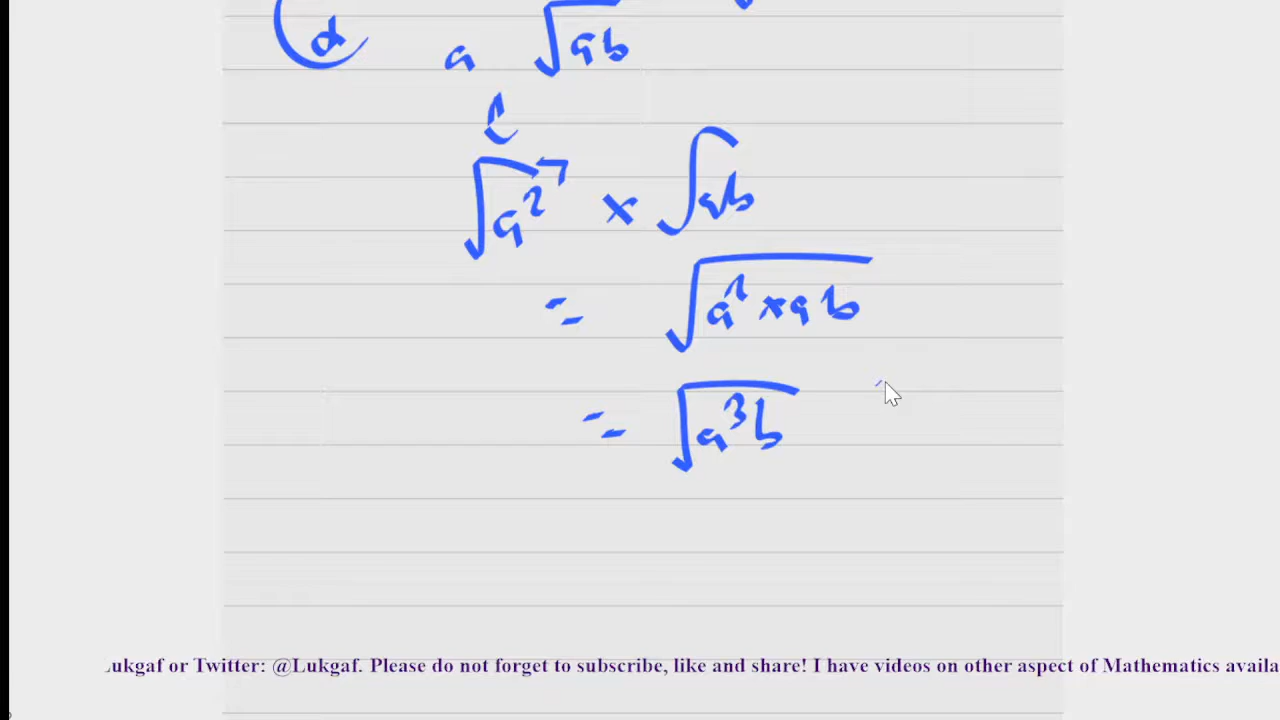 d a √ab
√a² × √ab
= √a² × ab
= √a³b
ukgaf or Twitter: @Lukgaf. Please do not forget to subscribe, like and share! I have videos on other aspect of Mathematics availa